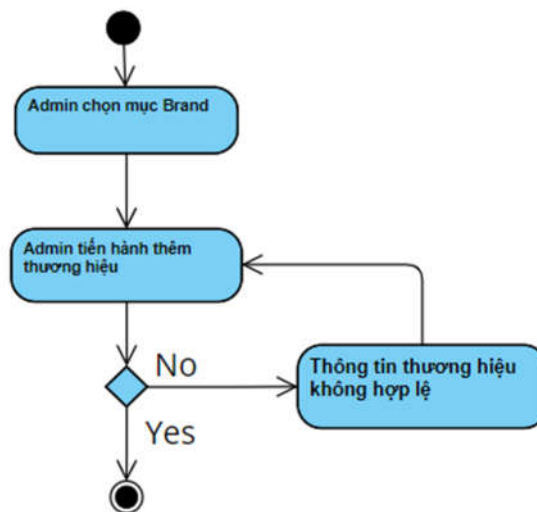 Admin chọn mục Brand
Admin tiến hành thêm
thương hiệu
No
Thông tin thương hiệu
không hợp lệ
Yes